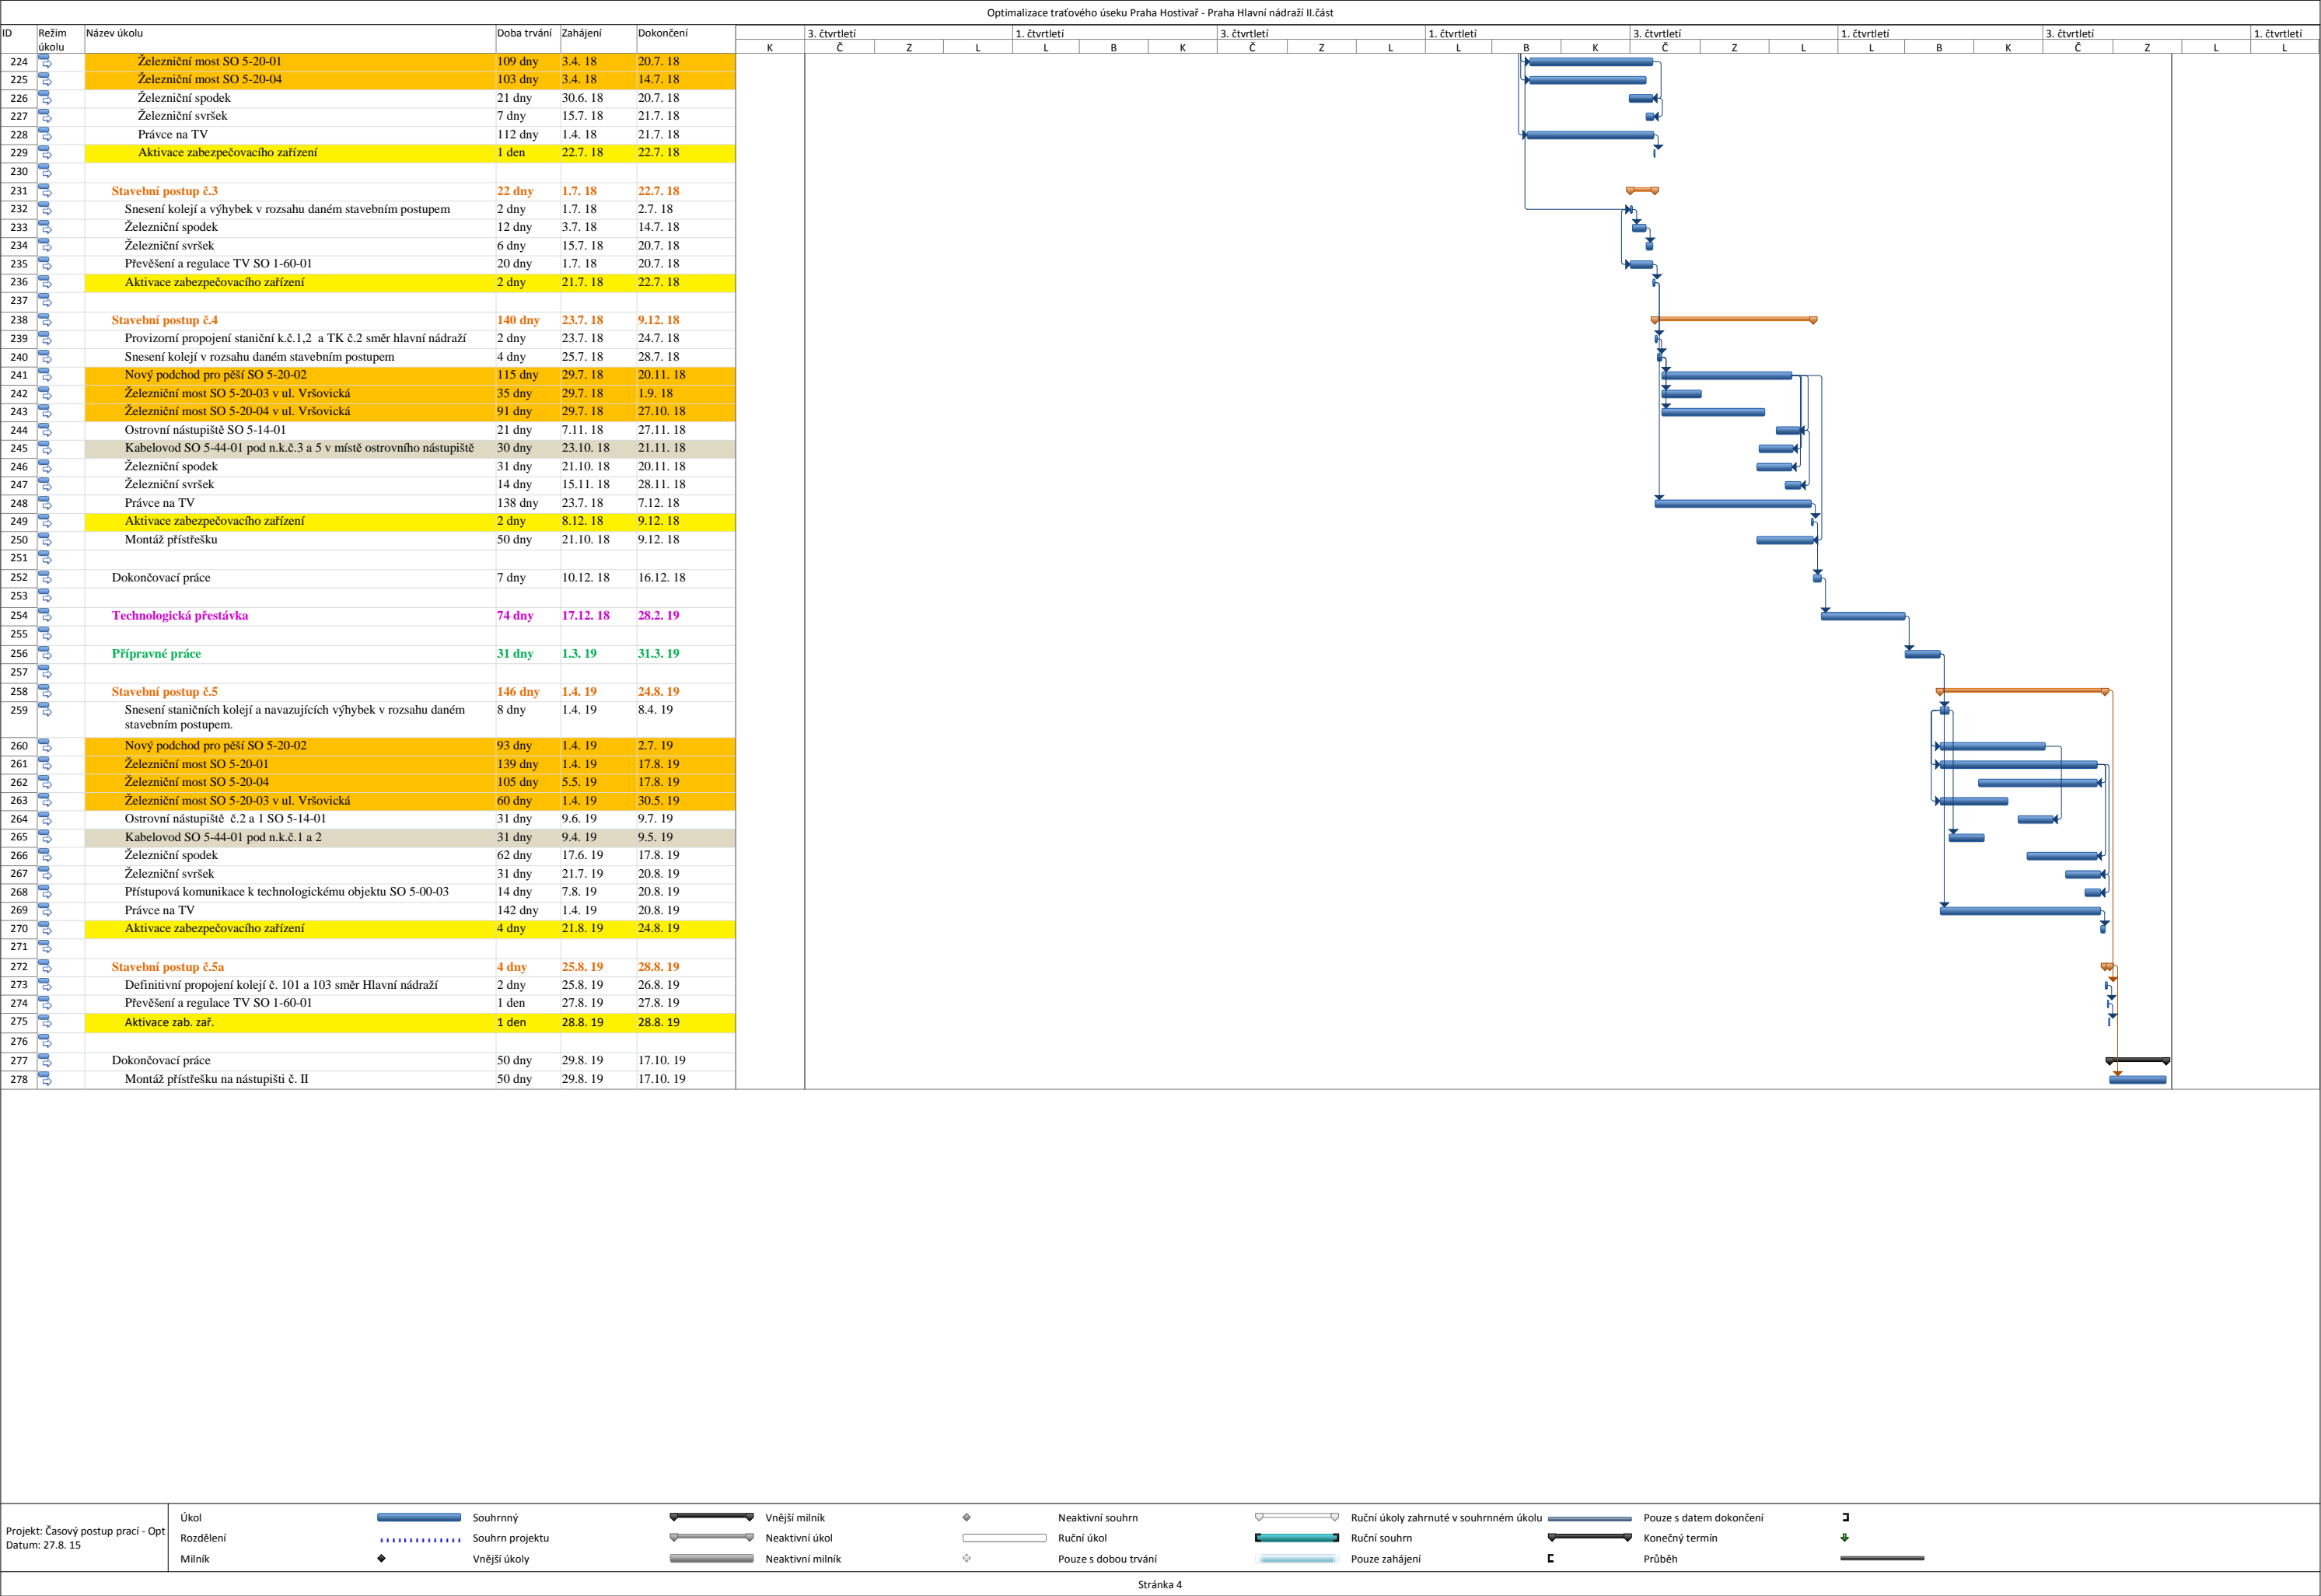 Optimalizace traťového úseku Praha Hostivař - Praha Hlavní nádraží II.část
ID Režim úkolu Název úkolu Doba trvání Zahájení Dokončení
3. čtvrtletí 1. čtvrtletí 3. čtvrtletí 1. čtvrtletí 3. čtvrtletí 1. čtvrtletí 3. čtvrtletí 1. čtvrtletí
K Č Z L L B K Č Z L L B K Č Z L L B K Č Z L L
224 Železniční most SO 5-20-01 109 dny 3.4. 18 20.7. 18
225 Železniční most SO 5-20-04 103 dny 3.4. 18 14.7. 18
226 Železniční spodek 21 dny 30.6. 18 20.7. 18
227 Železniční svršek 7 dny 15.7. 18 21.7. 18
228 Právce na TV 112 dny 1.4. 18 21.7. 18
229 Aktivace zabezpečovacího zařízení 1 den 22.7. 18 22.7. 18
230
231 Stavební postup č.3 22 dny 1.7. 18 22.7. 18
232 Snesení kolejí a výhybek v rozsahu daném stavebním postupem 2 dny 1.7. 18 2.7. 18
233 Železniční spodek 12 dny 3.7. 18 14.7. 18
234 Železniční svršek 6 dny 15.7. 18 20.7. 18
235 Převěšení a regulace TV SO 1-60-01 20 dny 1.7. 18 20.7. 18
236 Aktivace zabezpečovacího zařízení 2 dny 21.7. 18 22.7. 18
237
238 Stavební postup č.4 140 dny 23.7. 18 9.12. 18
239 Provizorní propojení staniční k.č.1,2 a TK č.2 směr hlavní nádraží 2 dny 23.7. 18 24.7. 18
240 Snesení kolejí v rozsahu daném stavebním postupem 4 dny 25.7. 18 28.7. 18
241 Nový podchod pro pěší SO 5-20-02 115 dny 29.7. 18 20.11. 18
242 Železniční most SO 5-20-03 v ul. Vršovická 35 dny 29.7. 18 1.9. 18
243 Železniční most SO 5-20-04 v ul. Vršovická 91 dny 29.7. 18 27.10. 18
244 Ostrovní nástupiště SO 5-14-01 21 dny 7.11. 18 27.11. 18
245 Kabelovod SO 5-44-01 pod n.k.č.3 a 5 v místě ostrovního nástupiště 30 dny 23.10. 18 21.11. 18
246 Železniční spodek 31 dny 21.10. 18 20.11. 18
247 Železniční svršek 14 dny 15.11. 18 28.11. 18
248 Právce na TV 138 dny 23.7. 18 7.12. 18
249 Aktivace zabezpečovacího zařízení 2 dny 8.12. 18 9.12. 18
250 Montáž přístřešku 50 dny 21.10. 18 9.12. 18
251
252 Dokončovací práce 7 dny 10.12. 18 16.12. 18
253
254 Technologická přestávka 74 dny 17.12. 18 28.2. 19
255
256 Přípravné práce 31 dny 1.3. 19 31.3. 19
257
258 Stavební postup č.5 146 dny 1.4. 19 24.8. 19
259 Snesení staničních kolejí a navazujících výhybek v rozsahu daném 8 dny 1.4. 19 8.4. 19
stavebním postupem.
260 Nový podchod pro pěší SO 5-20-02 93 dny 1.4. 19 2.7. 19
261 Železniční most SO 5-20-01 139 dny 1.4. 19 17.8. 19
262 Železniční most SO 5-20-04 105 dny 5.5. 19 17.8. 19
263 Železniční most SO 5-20-03 v ul. Vršovická 60 dny 1.4. 19 30.5. 19
264 Ostrovní nástupiště č.2 a 1 SO 5-14-01 31 dny 9.6. 19 9.7. 19
265 Kabelovod SO 5-44-01 pod n.k.č.1 a 2 31 dny 9.4. 19 9.5. 19
266 Železniční spodek 62 dny 17.6. 19 17.8. 19
267 Železniční svršek 31 dny 21.7. 19 20.8. 19
268 Přístupová komunikace k technologickému objektu SO 5-00-03 14 dny 7.8. 19 20.8. 19
269 Právce na TV 142 dny 1.4. 19 20.8. 19
270 Aktivace zabezpečovacího zařízení 4 dny 21.8. 19 24.8. 19
271
272 Stavební postup č.5a 4 dny 25.8. 19 28.8. 19
273 Definitivní propojení kolejí č. 101 a 103 směr Hlavní nádraží 2 dny 25.8. 19 26.8. 19
274 Převěšení a regulace TV SO 1-60-01 1 den 27.8. 19 27.8. 19
275 Aktivace zab. zař. 1 den 28.8. 19 28.8. 19
276
277 Dokončovací práce 50 dny 29.8. 19 17.10. 19
278 Montáž přístřešku na nástupišti č. II 50 dny 29.8. 19 17.10. 19
Projekt: Časový postup prací - Opt
Datum: 27.8. 15
Úkol Souhrnný Vnější milník Neaktivní souhrn Ruční úkoly zahrnuté v souhrnném úkolu Pouze s datem dokončení
Rozdělení Souhrn projektu Neaktivní úkol Ruční úkol Ruční souhrn Konečný termín
Milník Vnější úkoly Neaktivní milník Pouze s dobou trvání Pouze zahájení Průběh
Stránka 4